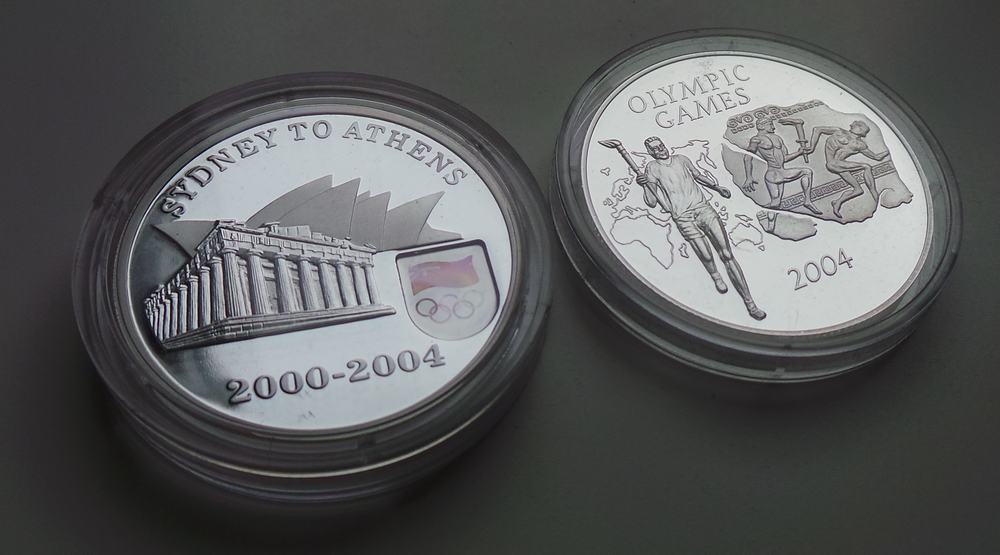 SYDNEY TO ATHENS
2000-2004
OLYMPIC
GAMES
2004